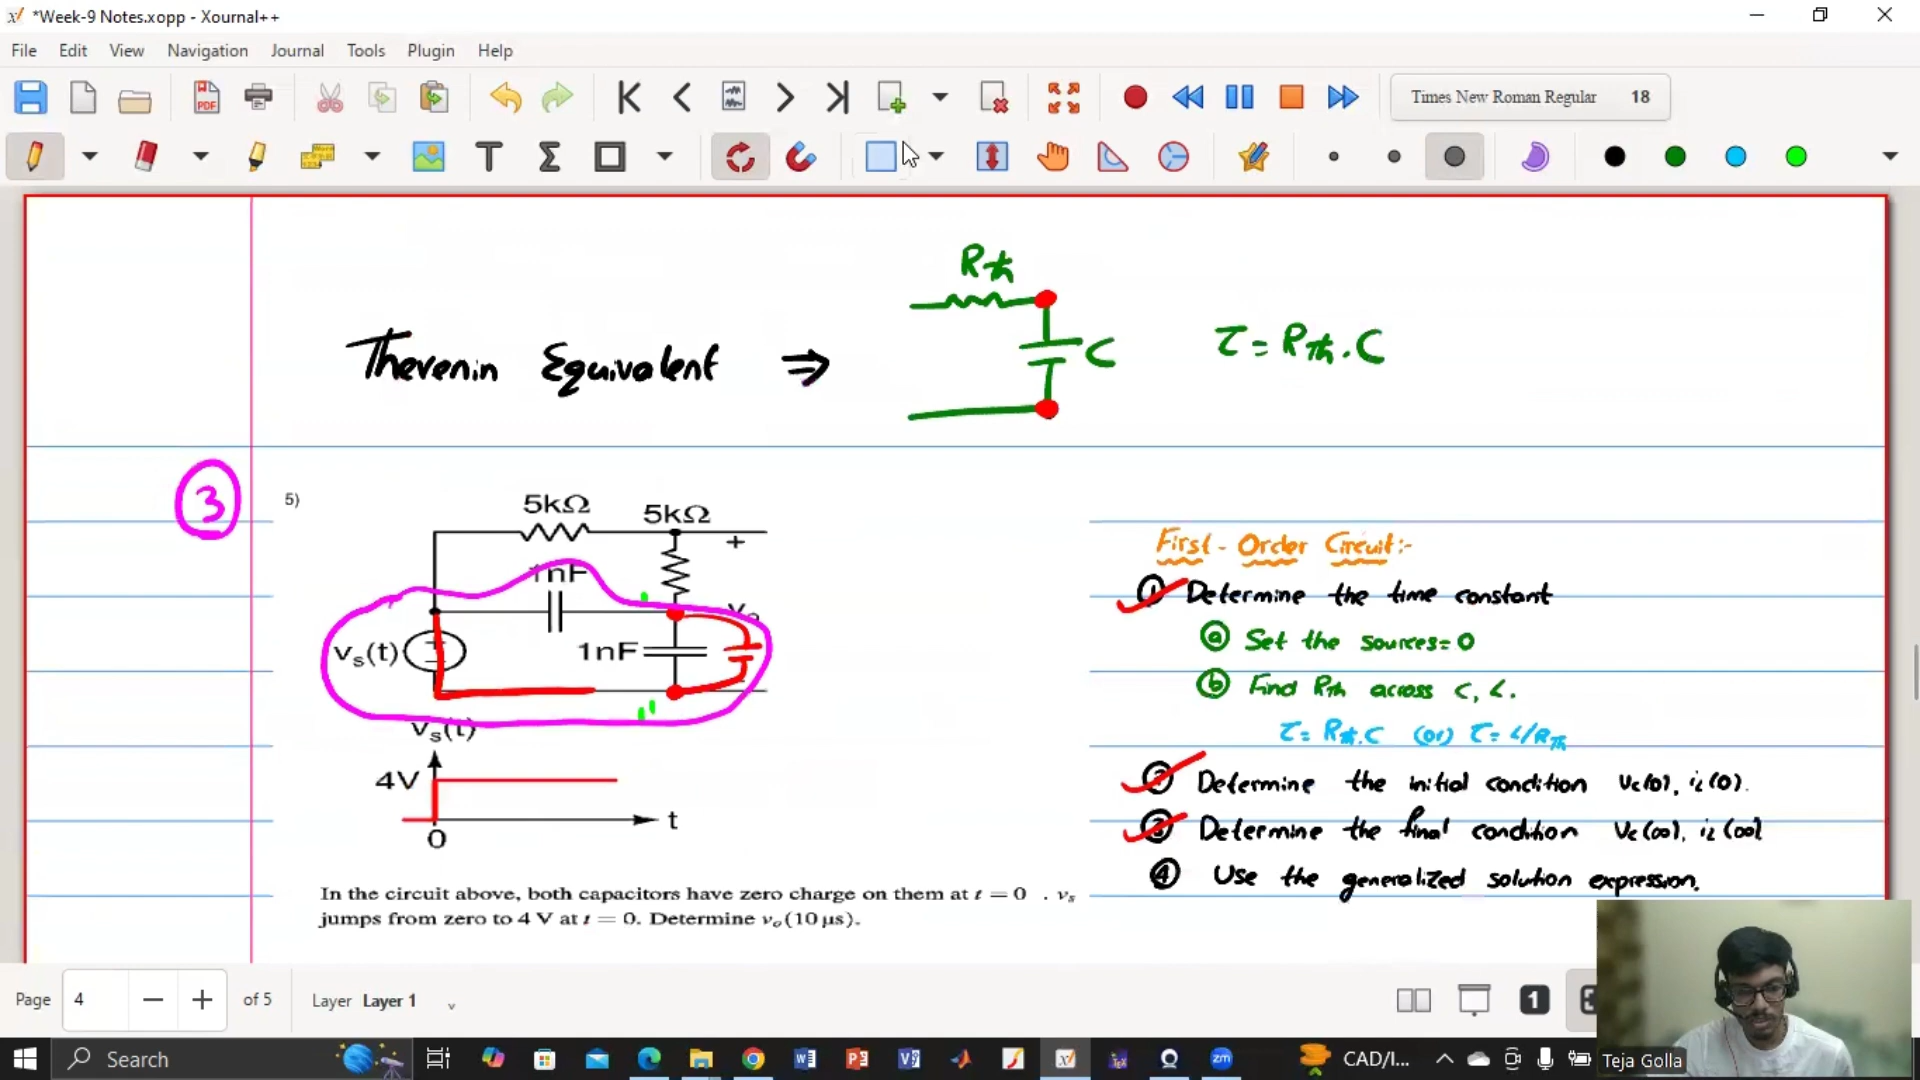 *Week-9 Notes.xopp - Xournal++
File Edit View Navigation Journal Tools Plugin Help
PDF
Times New Roman Regular 18
T Σ
Rth
Thevenin Equivalent ⇒
C
τ = Rth . C
3
5)
5kΩ
5kΩ
+
1nF
vo
vs(t)
+
−
1nF
vs(t)
4V
0
t
In the circuit above, both capacitors have zero charge on them at t = 0 . vs
jumps from zero to 4 V at t = 0. Determine vo(10 μs).
First - Order Circuit:-
① Determine the time constant
ⓐ Set the sources = 0
ⓑ Find Rth across C, L.
τ = Rth.C (or) τ = L/RTh
② Determine the initial condition vc(0), iL(0).
③ Determine the final condition Vc(∞), iL(∞)
④ Use the generalized solution expression.
Page 4 of 5 Layer Layer 1
1
Search
CAD/I...
Teja Golla